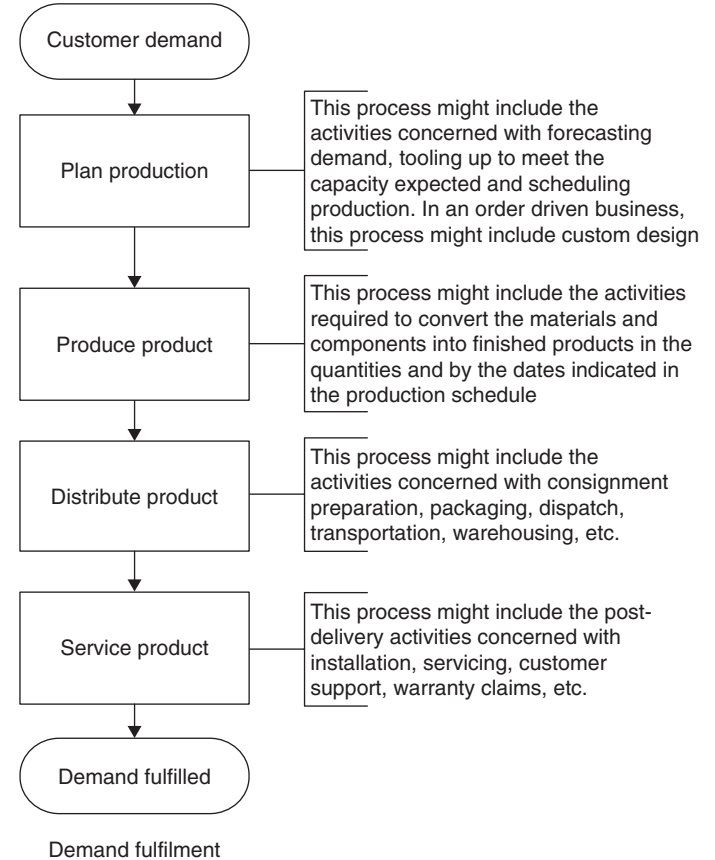 Customer demand
Plan production
This process might include the
activities concerned with forecasting
demand, tooling up to meet the
capacity expected and scheduling
production. In an order driven business,
this process might include custom design
Produce product
This process might include the activities
required to convert the materials and
components into finished products in the
quantities and by the dates indicated in
the production schedule
Distribute product
This process might include the
activities concerned with consignment
preparation, packaging, dispatch,
transportation, warehousing, etc.
Service product
This process might include the post-
delivery activities concerned with
installation, servicing, customer
support, warranty claims, etc.
Demand fulfilled
Demand fulfilment